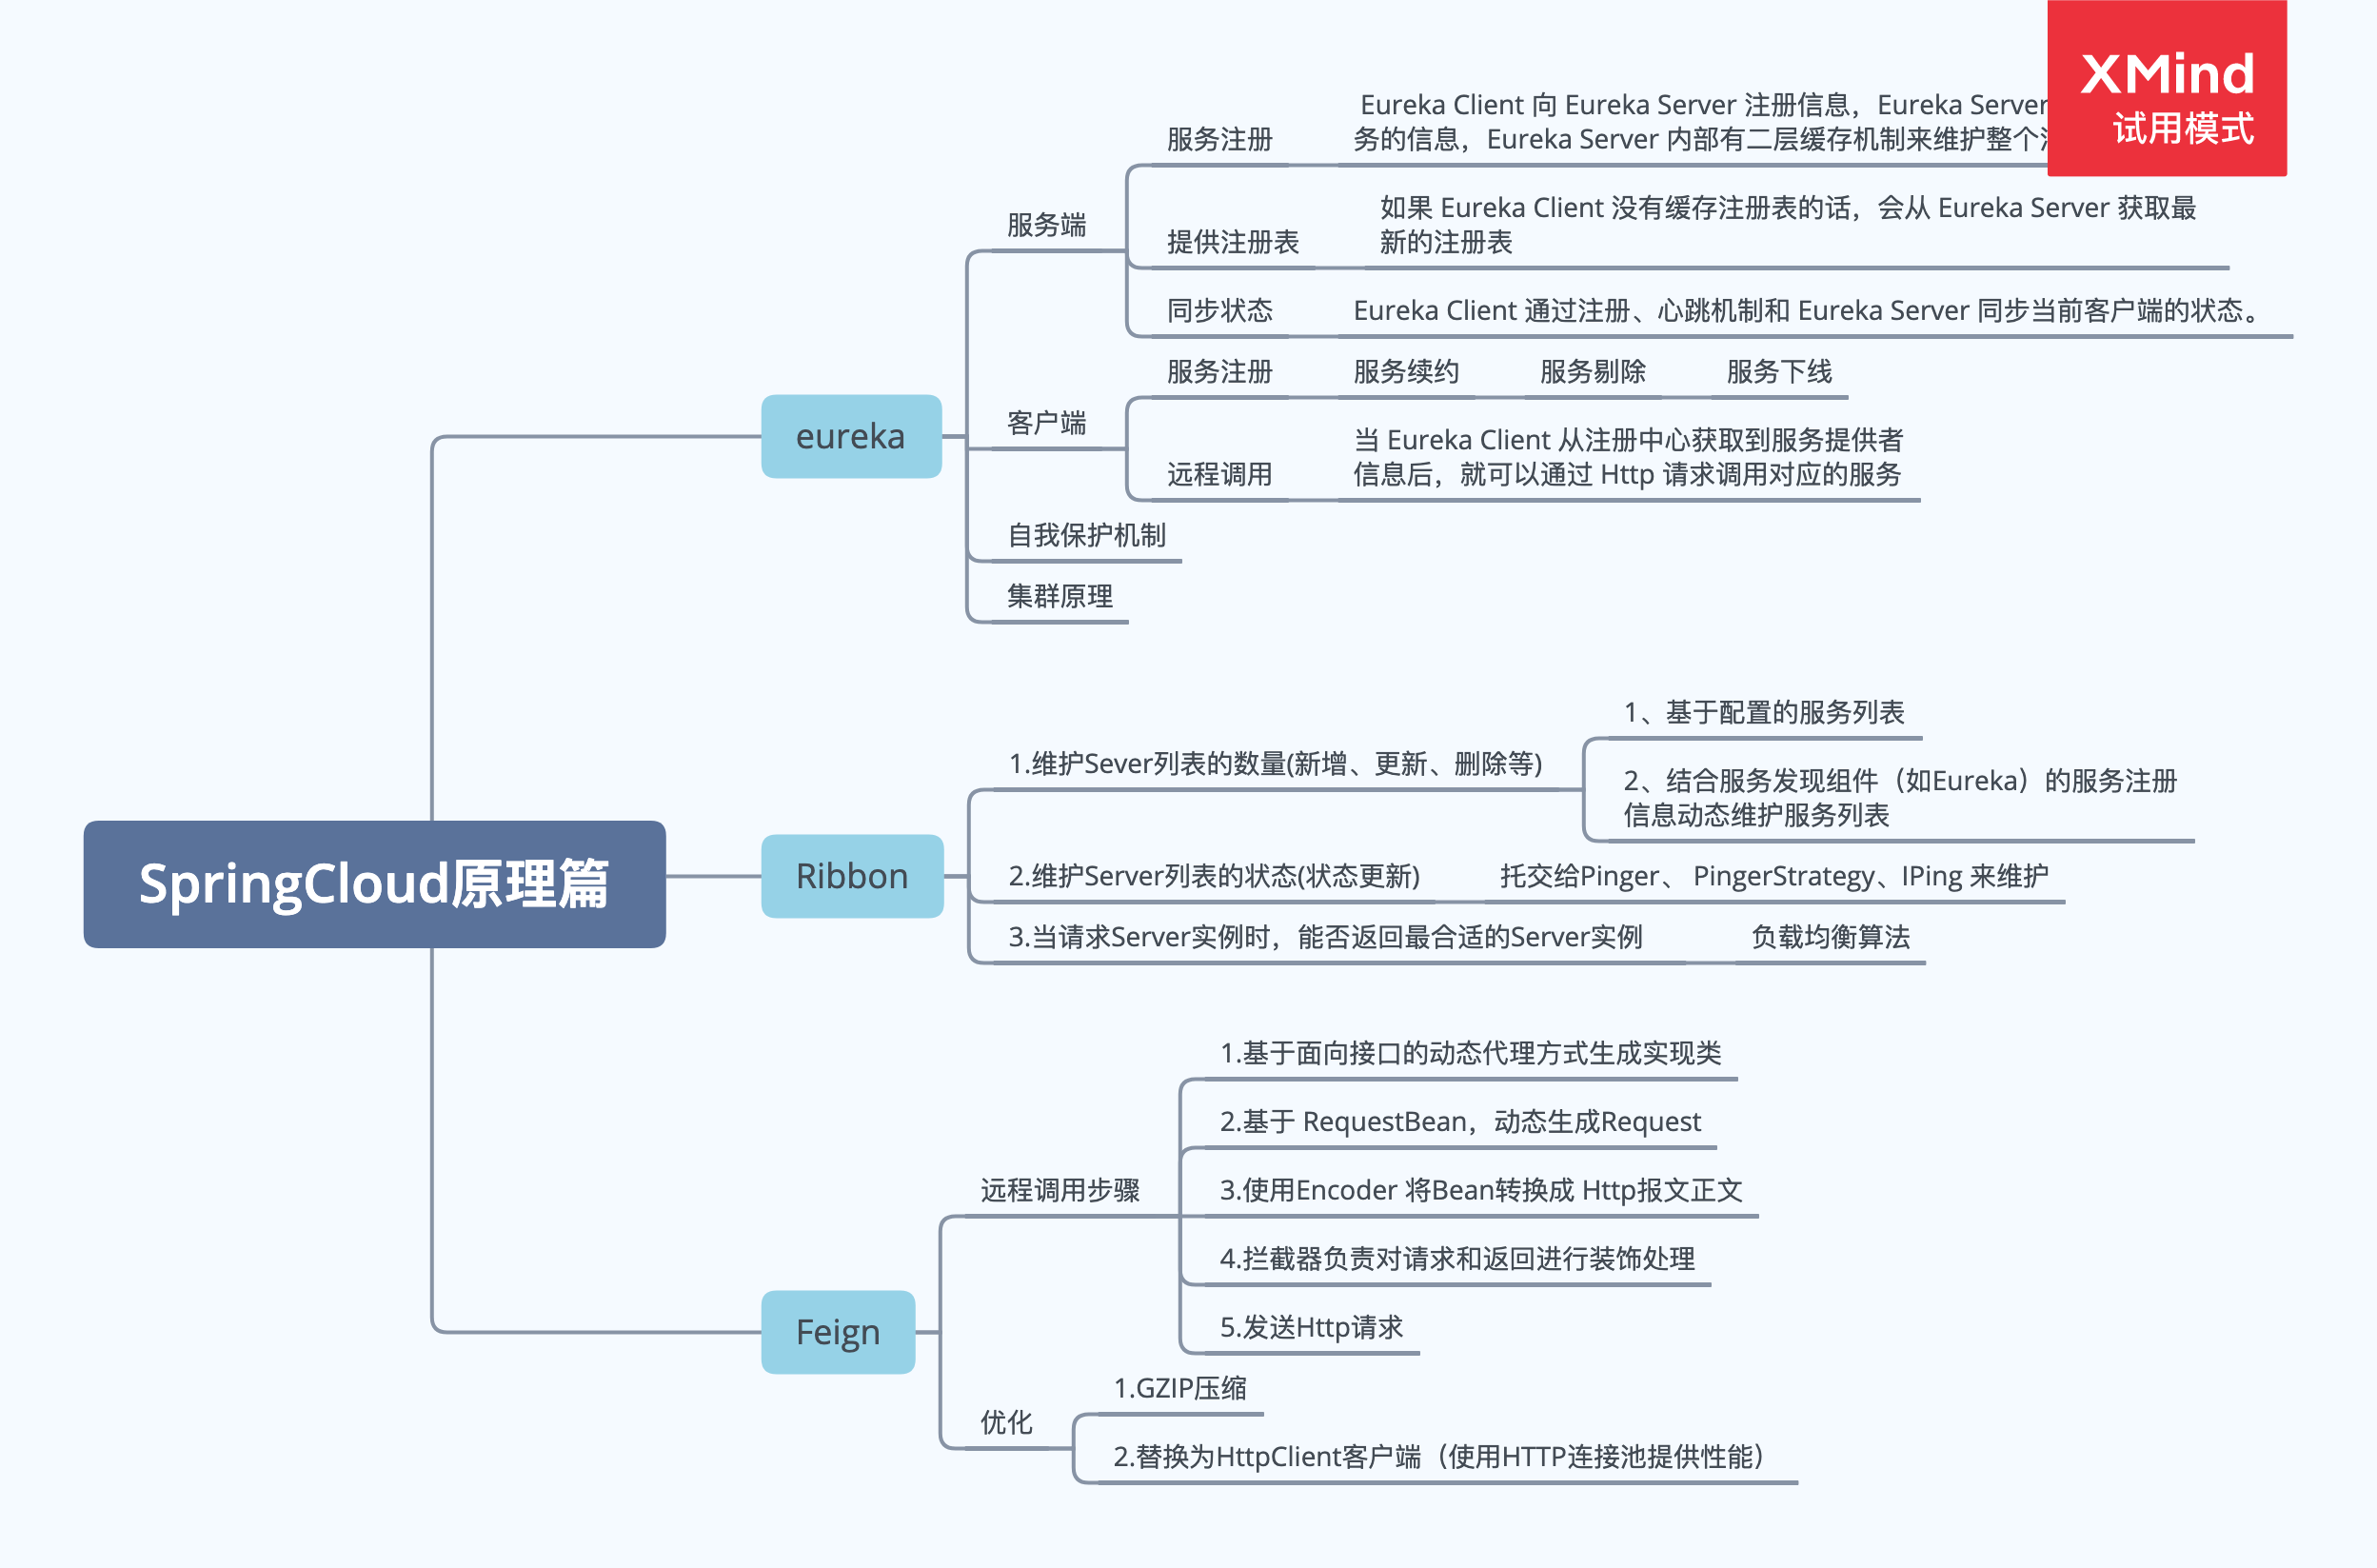 XMind
试用模式
Eureka Client 向 Eureka Server 注册信息，Eureka Server
务的信息，Eureka Server 内部有二层缓存机制来维护整个
服务注册
如果 Eureka Client 没有缓存注册表的话，会从 Eureka Server 获取最
新的注册表
提供注册表
服务端
同步状态
Eureka Client 通过注册、心跳机制和 Eureka Server 同步当前客户端的状态。
服务注册
服务续约
服务剔除
服务下线
客户端
当 Eureka Client 从注册中心获取到服务提供者
信息后，就可以通过 Http 请求调用对应的服务
远程调用
eureka
自我保护机制
集群原理
1、基于配置的服务列表
1.维护Sever列表的数量(新增、更新、删除等)
2、结合服务发现组件（如Eureka）的服务注册
信息动态维护服务列表
SpringCloud原理篇
Ribbon
2.维护Server列表的状态(状态更新)
托交给Pinger、 PingerStrategy、IPing 来维护
3.当请求Server实例时，能否返回最合适的Server实例
负载均衡算法
1.基于面向接口的动态代理方式生成实现类
2.基于 RequestBean，动态生成Request
远程调用步骤
3.使用Encoder 将Bean转换成 Http报文正文
4.拦截器负责对请求和返回进行装饰处理
5.发送Http请求
Feign
1.GZIP压缩
优化
2.替换为HttpClient客户端（使用HTTP连接池提供性能）